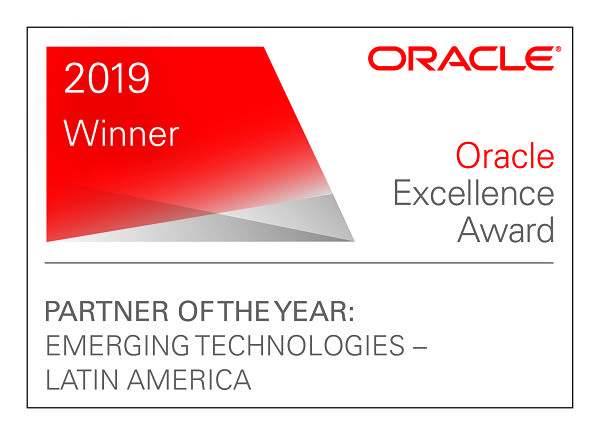 2019
Winner
ORACLE®
Oracle
Excellence
Award
PARTNER OF THE YEAR:
EMERGING TECHNOLOGIES –
LATIN AMERICA